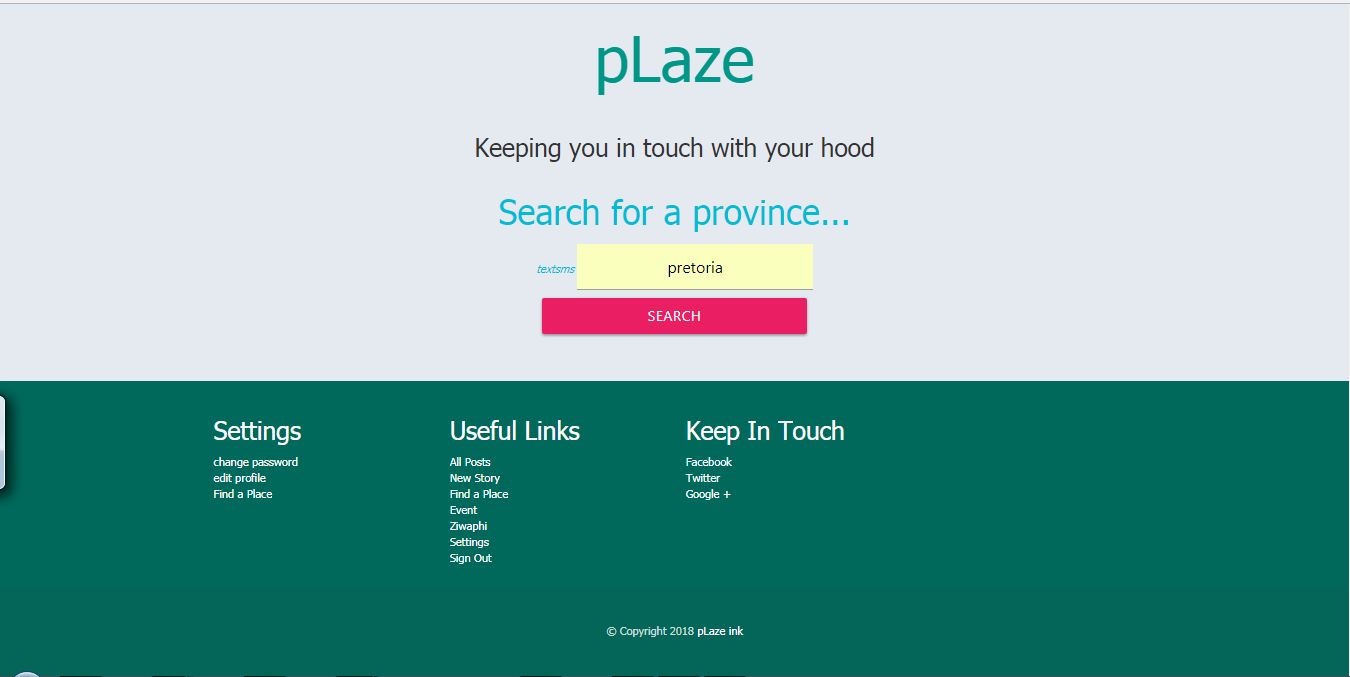 pLaze
Keeping you in touch with your hood
Search for a province...
textsms pretoria
SEARCH
Settings
change password
edit profile
Find a Place
Useful Links
All Posts
New Story
Find a Place
Event
Ziwaphi
Settings
Sign Out
Keep In Touch
Facebook
Twitter
Google +
© Copyright 2018 pLaze ink